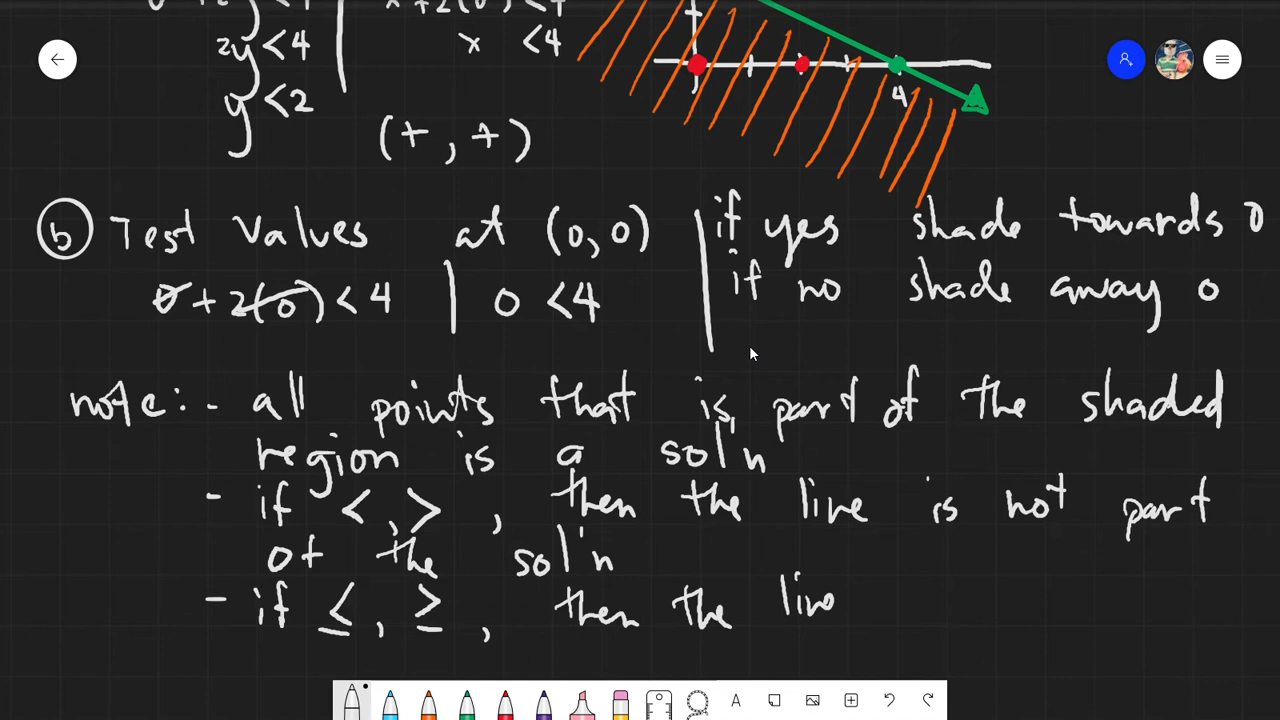 x <4
2y <4
y <2
4
(+, +)
b Test Values at (0,0) if yes shade towards 0
0+2(0)<4 0 <4 if no shade away 0
note: - all points that is part of the shaded
region is a sol'n
- if <,>, then the line is not part
of the sol'n
- if ≤, ≥, then the line
A